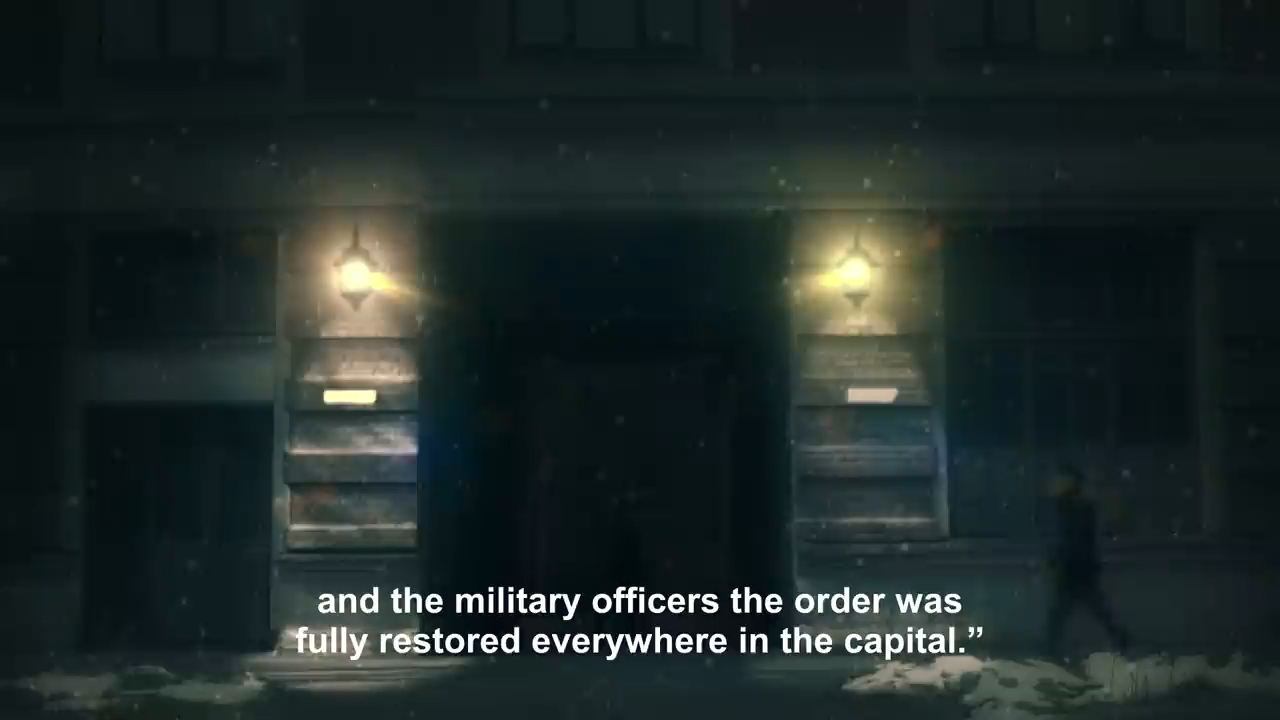 and the military officers the order was
fully restored everywhere in the capital.”